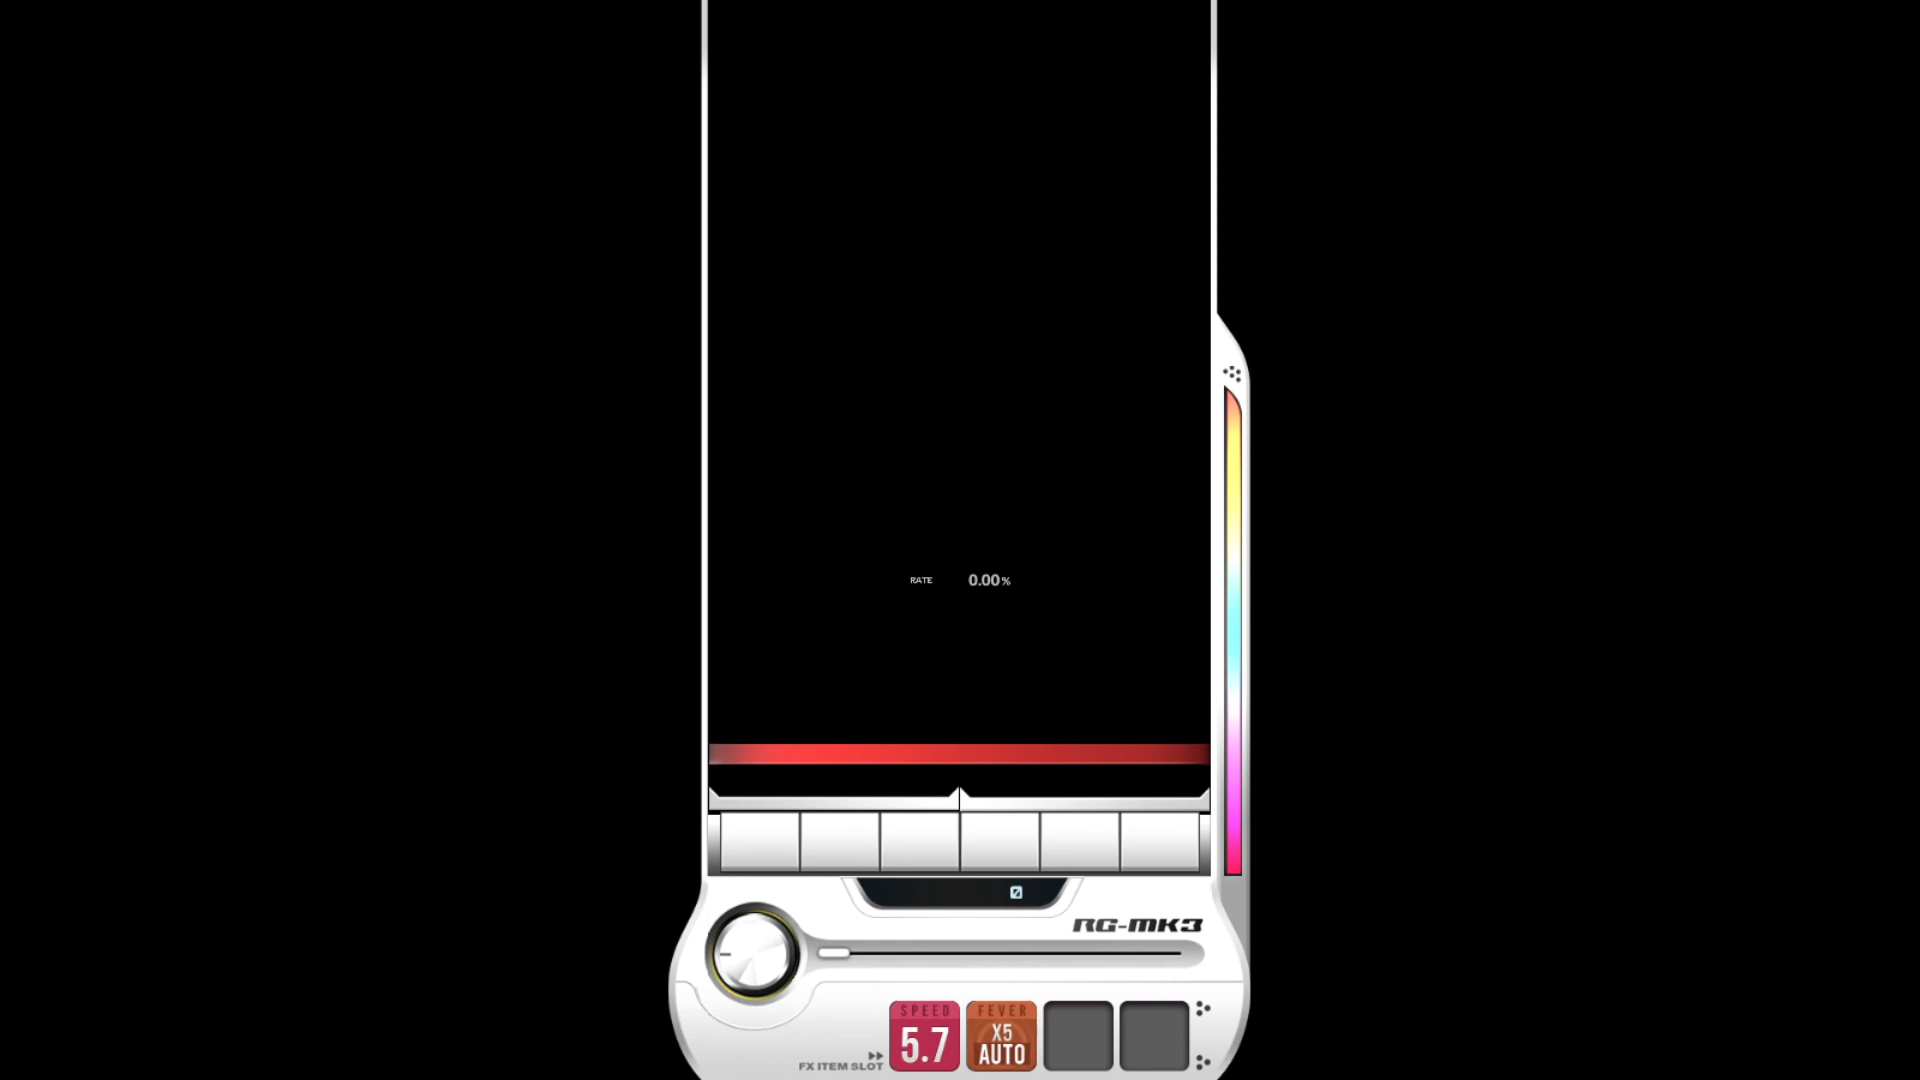 RATE 0.00%
0
RG-MK3
SPEED
5.7
FEVER
X5
AUTO
FX ITEM SLOT